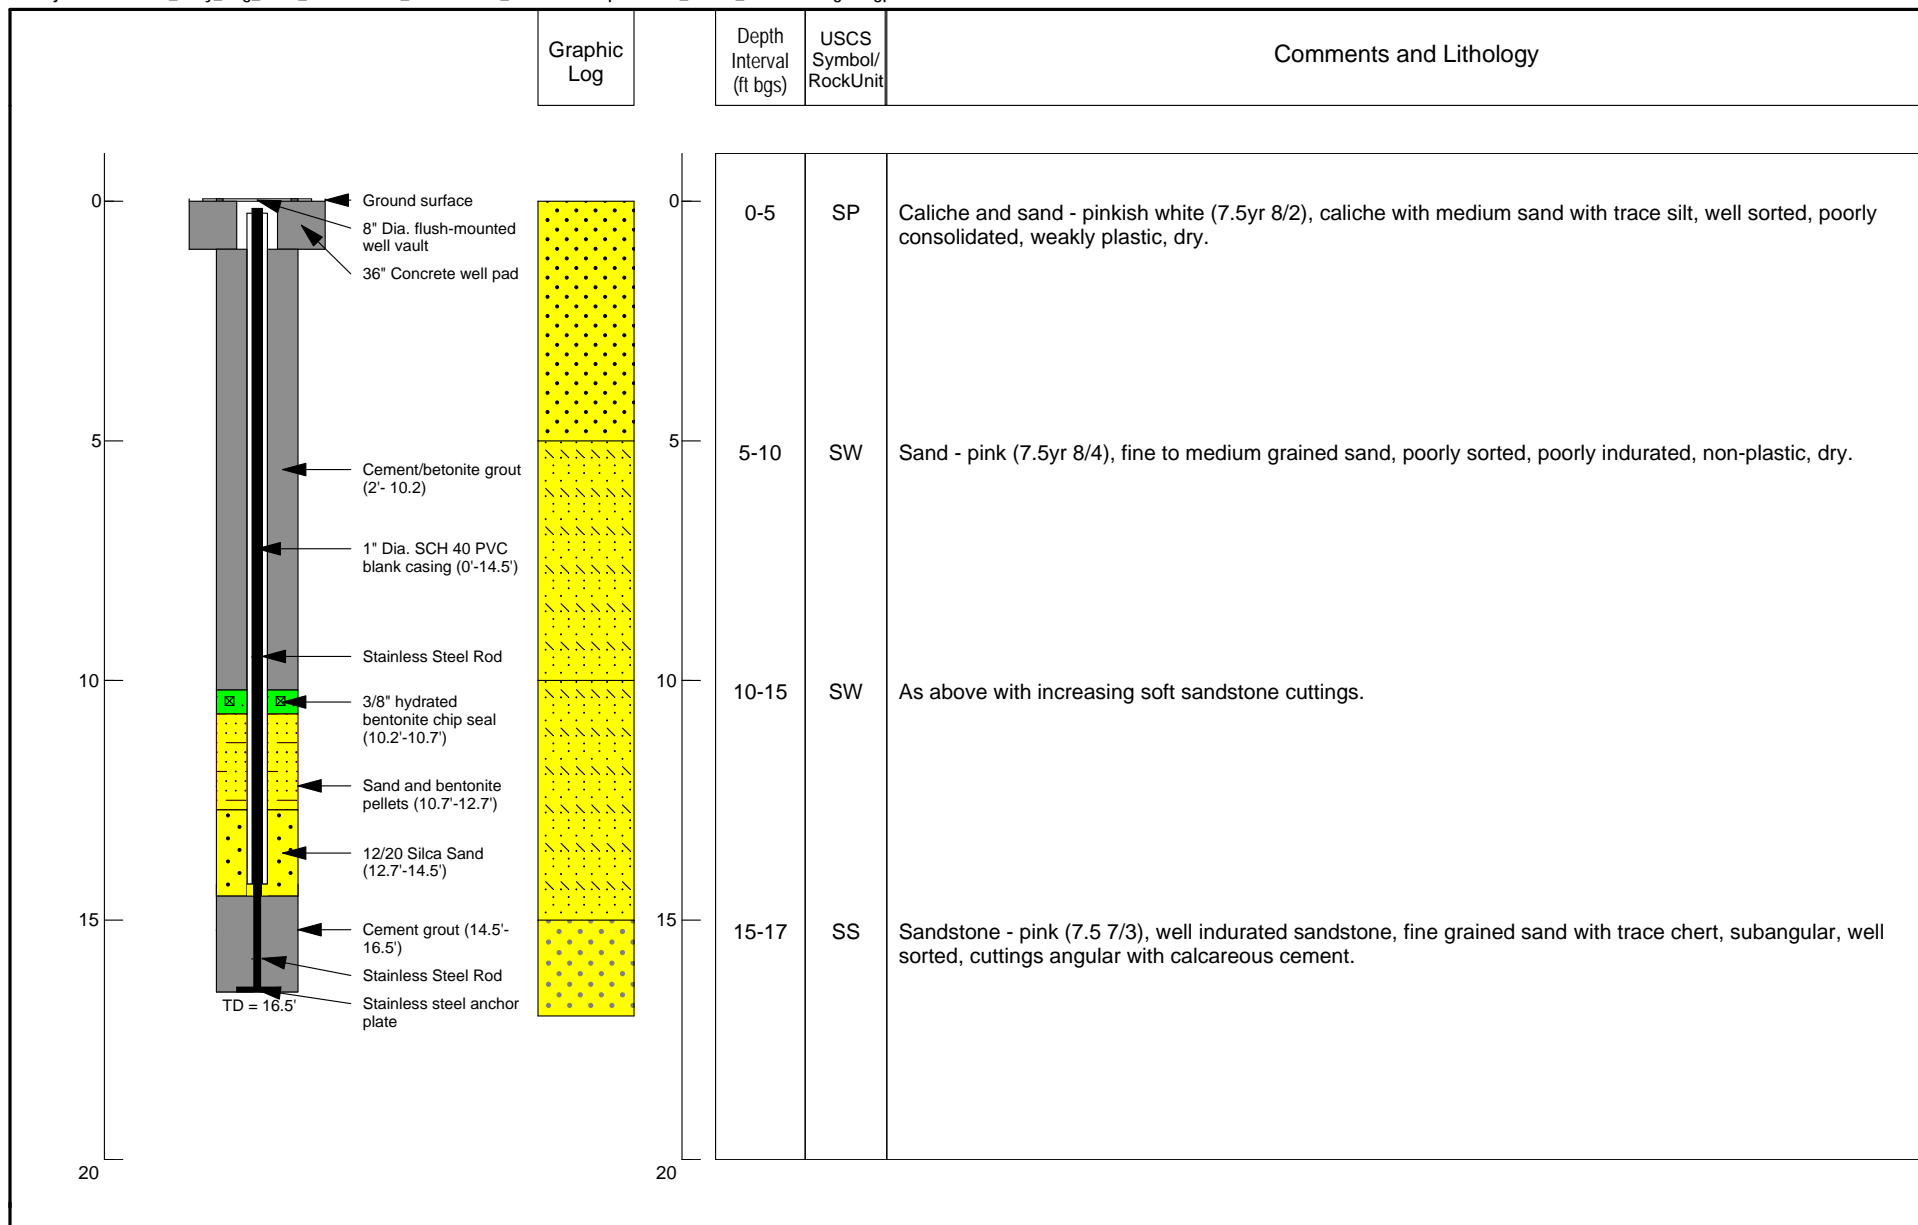 Graphic
Log
Depth
Interval
(ft bgs)
USCS
Symbol/
RockUnit
Comments and Lithology
0
Ground surface
8" Dia. flush-mounted
well vault
36" Concrete well pad
0
0-5
SP
Caliche and sand - pinkish white (7.5yr 8/2), caliche with medium sand with trace silt, well sorted, poorly
consolidated, weakly plastic, dry.
5
Cement/betonite grout
(2'- 10.2)
1" Dia. SCH 40 PVC
blank casing (0'-14.5')
Stainless Steel Rod
5
5-10
SW
Sand - pink (7.5yr 8/4), fine to medium grained sand, poorly sorted, poorly indurated, non-plastic, dry.
10
3/8" hydrated
bentonite chip seal
(10.2'-10.7')
Sand and bentonite
pellets (10.7'-12.7')
12/20 Silca Sand
(12.7'-14.5')
10
10-15
SW
As above with increasing soft sandstone cuttings.
15
Cement grout (14.5'-
16.5')
Stainless Steel Rod
Stainless steel anchor
plate
TD = 16.5'
15
15-17
SS
Sandstone - pink (7.5 7/3), well indurated sandstone, fine grained sand with trace chert, subangular, well
sorted, cuttings angular with calcareous cement.
20
20